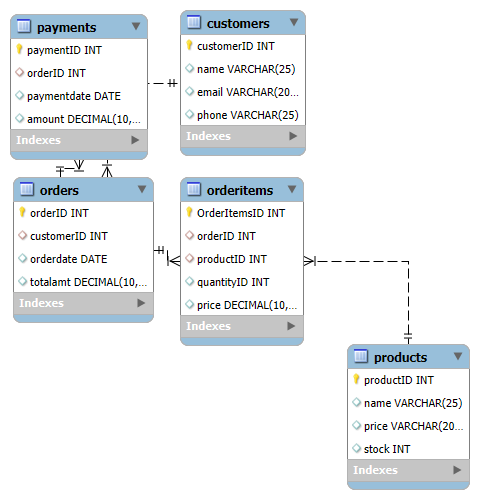 payments
paymentID INT
orderID INT
paymentdate DATE
amount DECIMAL(10,...
Indexes
customers
customerID INT
name VARCHAR(25)
email VARCHAR(20...
phone VARCHAR(25)
Indexes
orders
orderID INT
customerID INT
orderdate DATE
totalamt DECIMAL(10,...
Indexes
orderitems
OrderItemsID INT
orderID INT
productID INT
quantityID INT
price DECIMAL(10,...
Indexes
products
productID INT
name VARCHAR(25)
price VARCHAR(20...
stock INT
Indexes